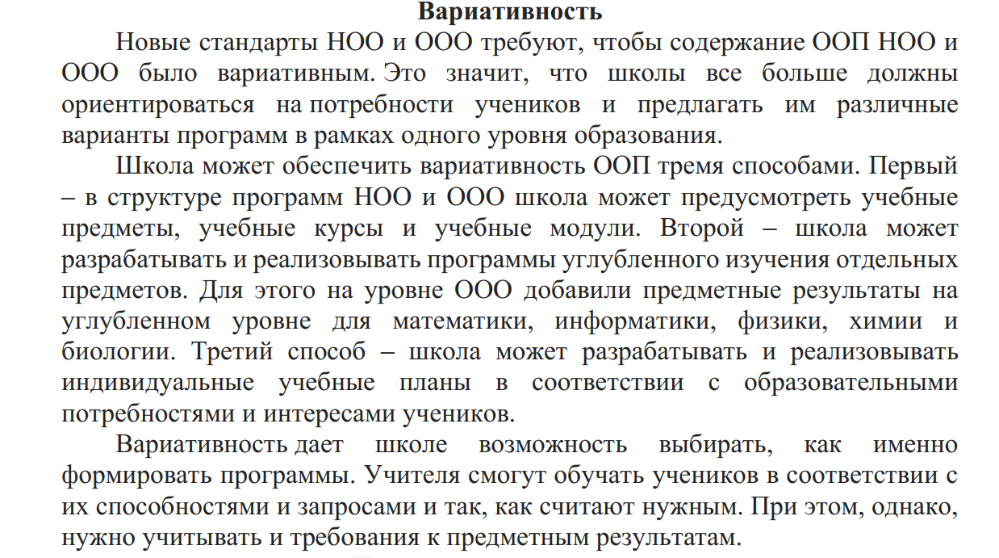 Вариативность
Новые стандарты НОО и ООО требуют, чтобы содержание ООП НОО и
ООО было вариативным. Это значит, что школы все больше должны
ориентироваться на потребности учеников и предлагать им различные
варианты программ в рамках одного уровня образования.
Школа может обеспечить вариативность ООП тремя способами. Первый
– в структуре программ НОО и ООО школа может предусмотреть учебные
предметы, учебные курсы и учебные модули. Второй – школа может
разрабатывать и реализовывать программы углубленного изучения отдельных
предметов. Для этого на уровне ООО добавили предметные результаты на
углубленном уровне для математики, информатики, физики, химии и
биологии. Третий способ – школа может разрабатывать и реализовывать
индивидуальные учебные планы в соответствии с образовательными
потребностями и интересами учеников.
Вариативность дает школе возможность выбирать, как именно
формировать программы. Учителя смогут обучать учеников в соответствии с
их способностями и запросами и так, как считают нужным. При этом, однако,
нужно учитывать и требования к предметным результатам.